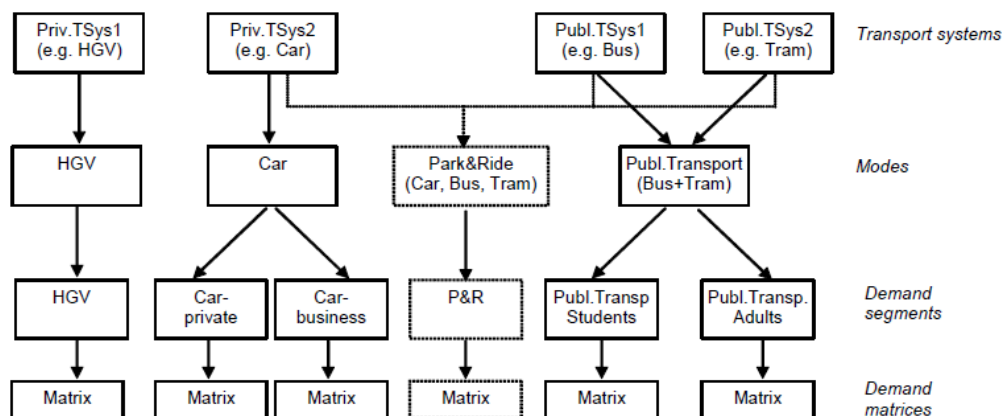 Priv.TSys1
(e.g. HGV)
Priv.TSys2
(e.g. Car)
Publ.TSys1
(e.g. Bus)
Publ.TSys2
(e.g. Tram)
Transport systems
HGV
Car
Park&Ride
(Car, Bus, Tram)
Publ.Transport
(Bus+Tram)
Modes
HGV
Car-
private
Car-
business
P&R
Publ.Transp
Students
Publ.Transp.
Adults
Demand
segments
Matrix
Matrix
Matrix
Matrix
Matrix
Matrix
Demand
matrices